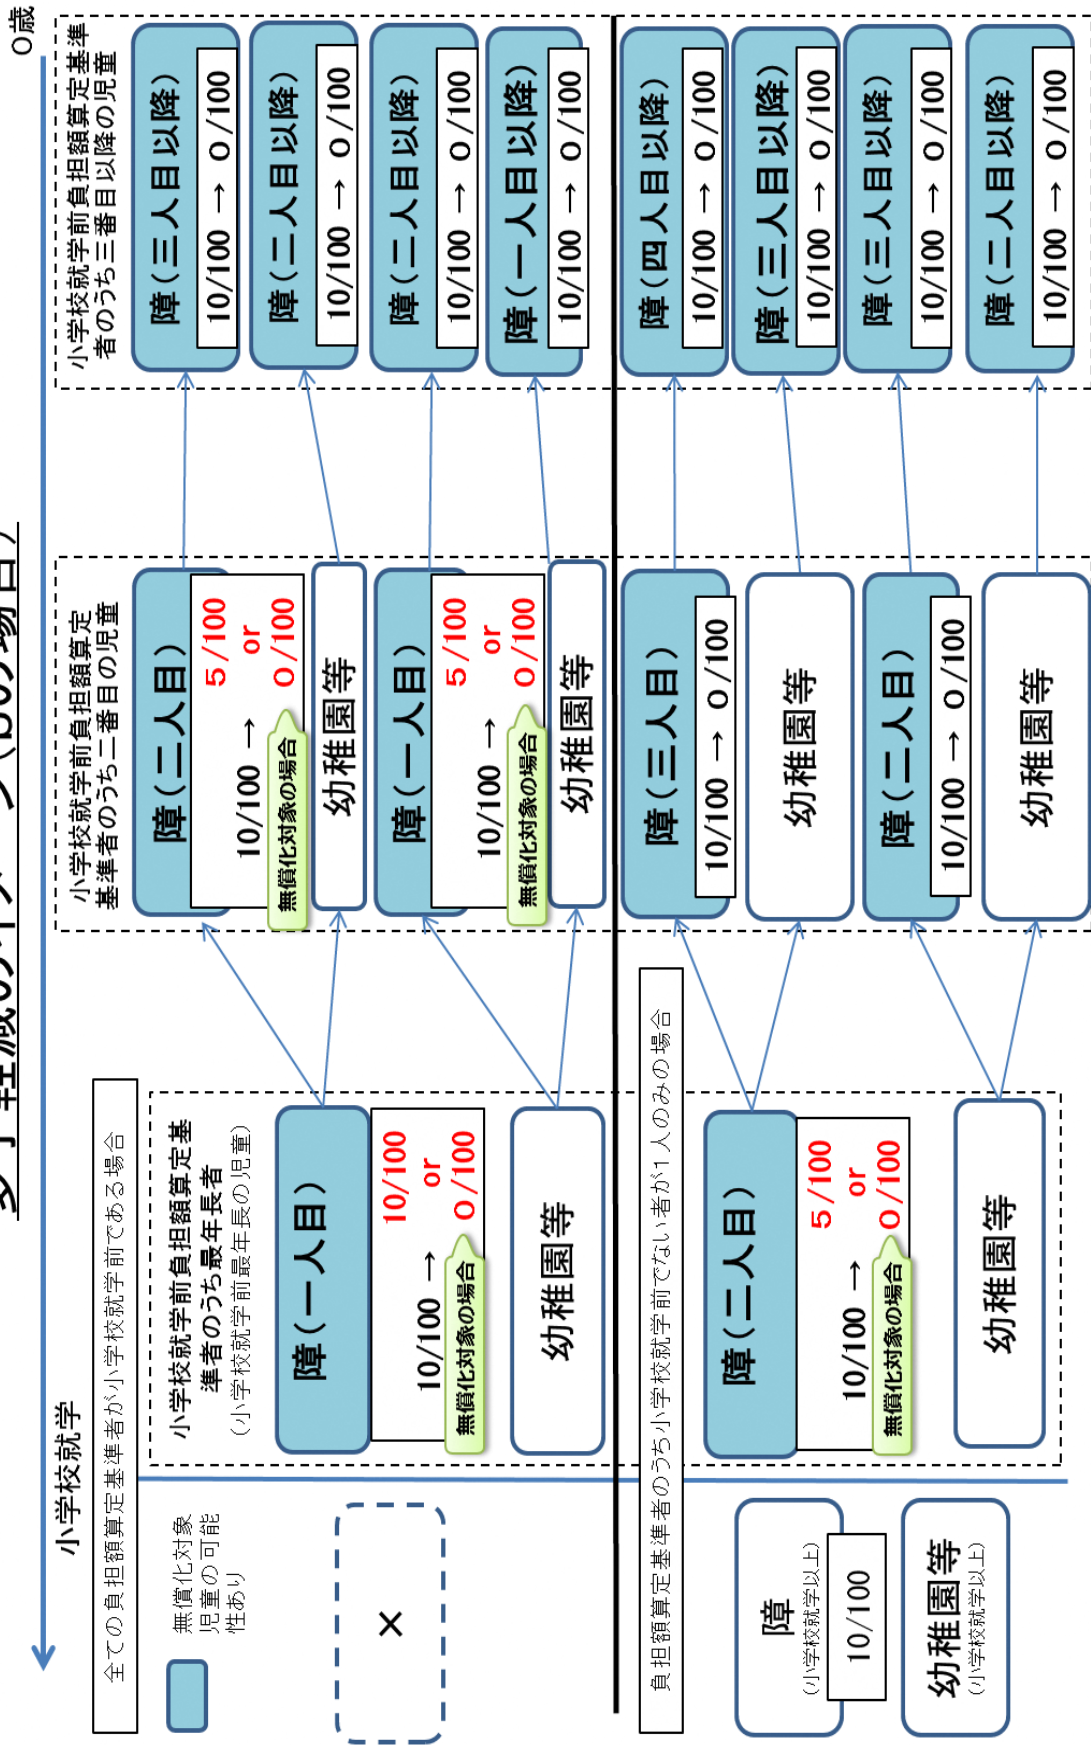 多子軽減のイメージ(bの場合)
小学校就学
0歳
全ての負担額算定基準者が小学校就学前である場合
無償化対象
児童の可能
性あり
×
小学校就学前負担額算定基
準者のうち最年長者
(小学校就学前最年長の児童)
障(一人目)
10/100 →
10/100
or
0/100
無償化対象の場合
幼稚園等
小学校就学前負担額算定
基準者のうち二番目の児童
障(二人目)
10/100 →
5/100
or
0/100
無償化対象の場合
幼稚園等
障(一人目)
10/100 →
5/100
or
0/100
無償化対象の場合
幼稚園等
小学校就学前負担額算定基準
者のうち三番目以降の児童
障(三人目以降)
10/100 → 0/100
障(二人目以降)
10/100 → 0/100
障(二人目以降)
10/100 → 0/100
障(一人目以降)
10/100 → 0/100
負担額算定基準者のうち小学校就学前でない者が1人のみの場合
障
(小学校就学以上)
10/100
幼稚園等
(小学校就学以上)
障(二人目)
10/100 →
5/100
or
0/100
無償化対象の場合
幼稚園等
障(三人目)
10/100 → 0/100
幼稚園等
障(二人目)
10/100 → 0/100
幼稚園等
障(四人目以降)
10/100 → 0/100
障(三人目以降)
10/100 → 0/100
障(三人目以降)
10/100 → 0/100
障(二人目以降)
10/100 → 0/100